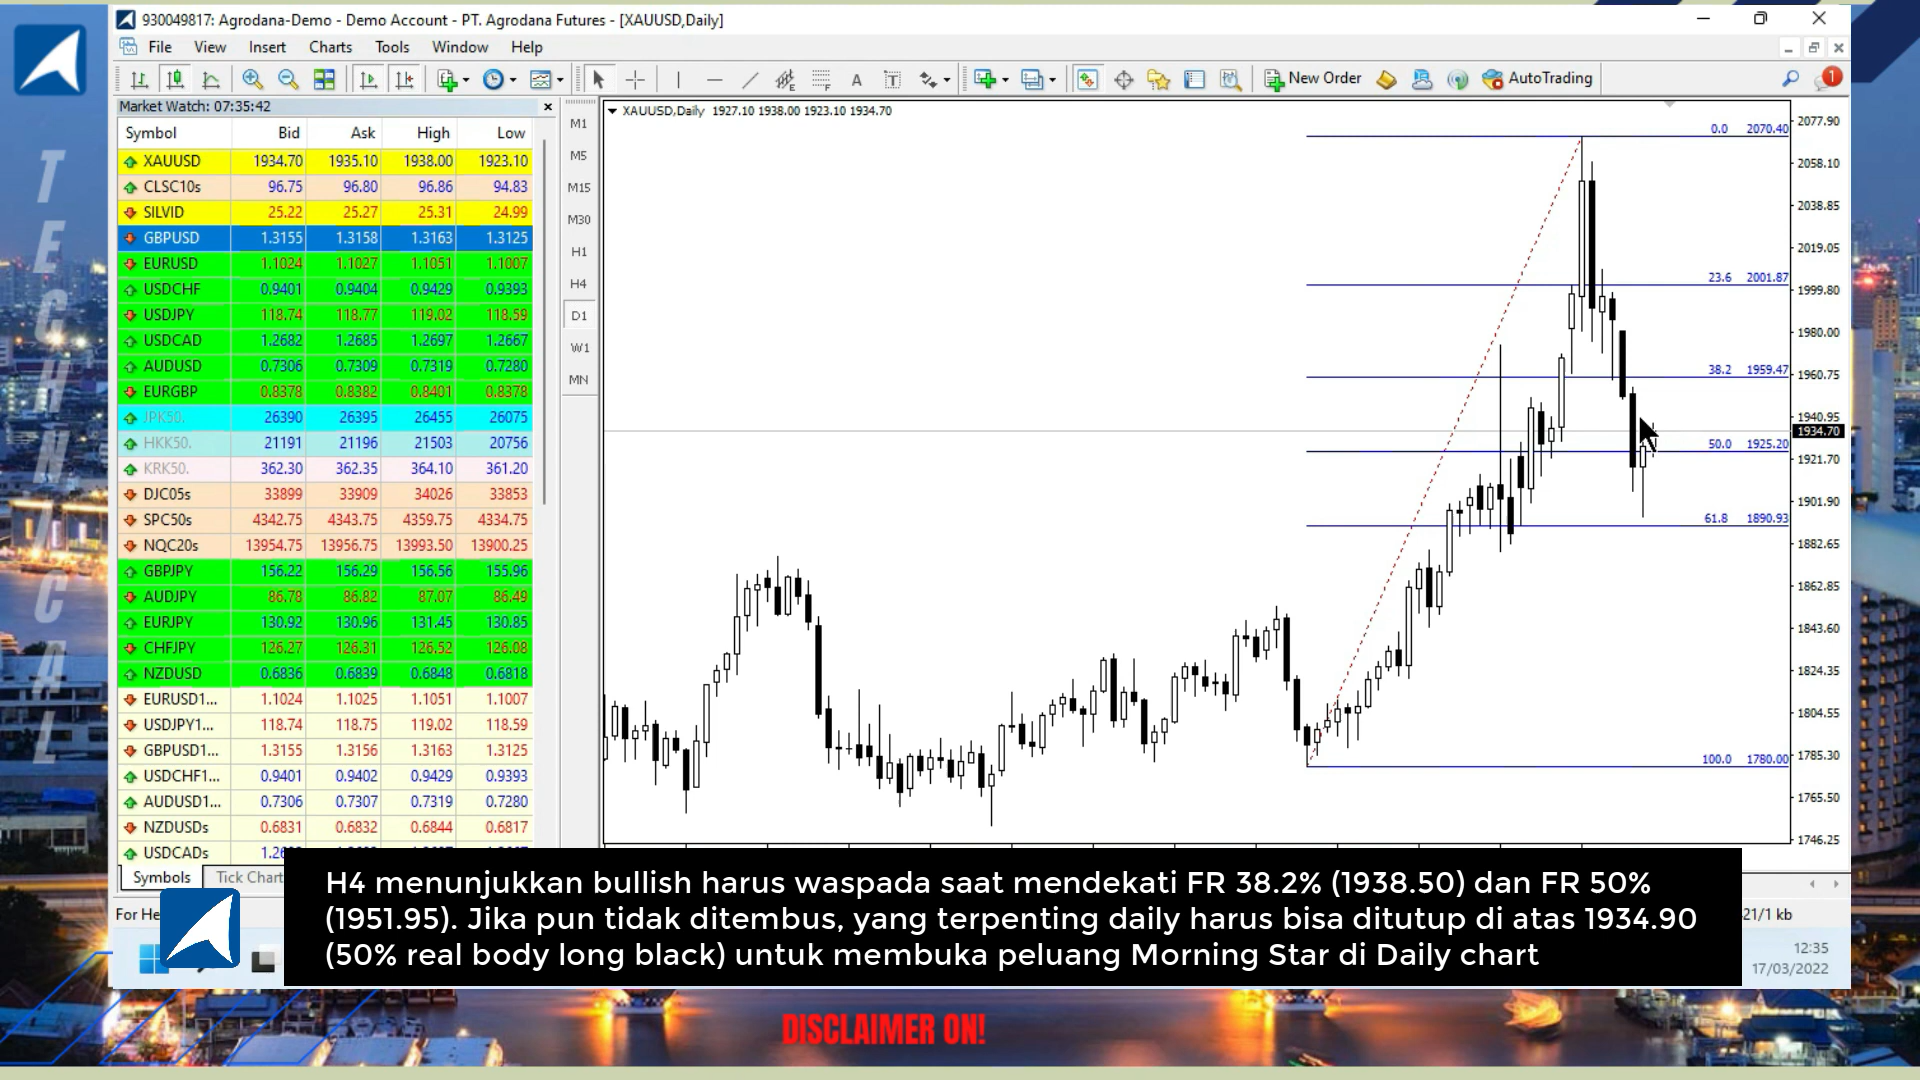 930049817: Agrodana-Demo - Demo Account - PT. Agrodana Futures - [XAUUSD,Daily]
File View Insert Charts Tools Window Help
New Order AutoTrading 1
Market Watch: 07:35:42
Symbol Bid Ask High Low
XAUUSD 1934.70 1935.10 1938.00 1923.10
CLSC10s 96.75 96.80 96.86 94.83
SILVID 25.22 25.27 25.31 24.99
GBPUSD 1.3155 1.3158 1.3163 1.3125
EURUSD 1.1024 1.1027 1.1051 1.1007
USDCHF 0.9401 0.9404 0.9429 0.9393
USDJPY 118.74 118.77 119.02 118.59
USDCAD 1.2682 1.2685 1.2697 1.2667
AUDUSD 0.7306 0.7309 0.7319 0.7280
EURGBP 0.8378 0.8382 0.8401 0.8378
JPK50. 26390 26395 26455 26075
HKK50. 21191 21196 21503 20756
KRK50. 362.30 362.35 364.10 361.20
DJC05s 33899 33909 34026 33853
SPC50s 4342.75 4343.75 4359.75 4334.75
NQC20s 13954.75 13956.75 13993.50 13900.25
GBPJPY 156.22 156.29 156.56 155.96
AUDJPY 86.78 86.82 87.07 86.49
EURJPY 130.92 130.96 131.45 130.85
CHFJPY 126.27 126.31 126.52 126.08
NZDUSD 0.6836 0.6839 0.6848 0.6818
EURUSD1... 1.1024 1.1025 1.1051 1.1007
USDJPY1... 118.74 118.75 119.02 118.59
GBPUSD1... 1.3155 1.3156 1.3163 1.3125
USDCHF1... 0.9401 0.9402 0.9429 0.9393
AUDUSD1... 0.7306 0.7307 0.7319 0.7280
NZDUSDs 0.6831 0.6832 0.6844 0.6817
USDCADs
Symbols Tick Chart
M1
M5
M15
M30
H1
H4
D1
W1
MN
XAUUSD,Daily 1927.10 1938.00 1923.10 1934.70
0.0 2070.40
23.6 2001.87
38.2 1959.47
50.0 1925.20
61.8 1890.93
100.0 1780.00
2077.90
2058.10
2038.85
2019.05
1999.80
1980.00
1960.75
1940.95
1934.70
1921.70
1901.90
1882.65
1862.85
1843.60
1824.35
1804.55
1785.30
1765.50
1746.25
H4 menunjukkan bullish harus waspada saat mendekati FR 38.2% (1938.50) dan FR 50%
(1951.95). Jika pun tidak ditembus, yang terpenting daily harus bisa ditutup di atas 1934.90
(50% real body long black) untuk membuka peluang Morning Star di Daily chart
21/1 kb
12:35
17/03/2022
TECHNICAL
DISCLAIMER ON!